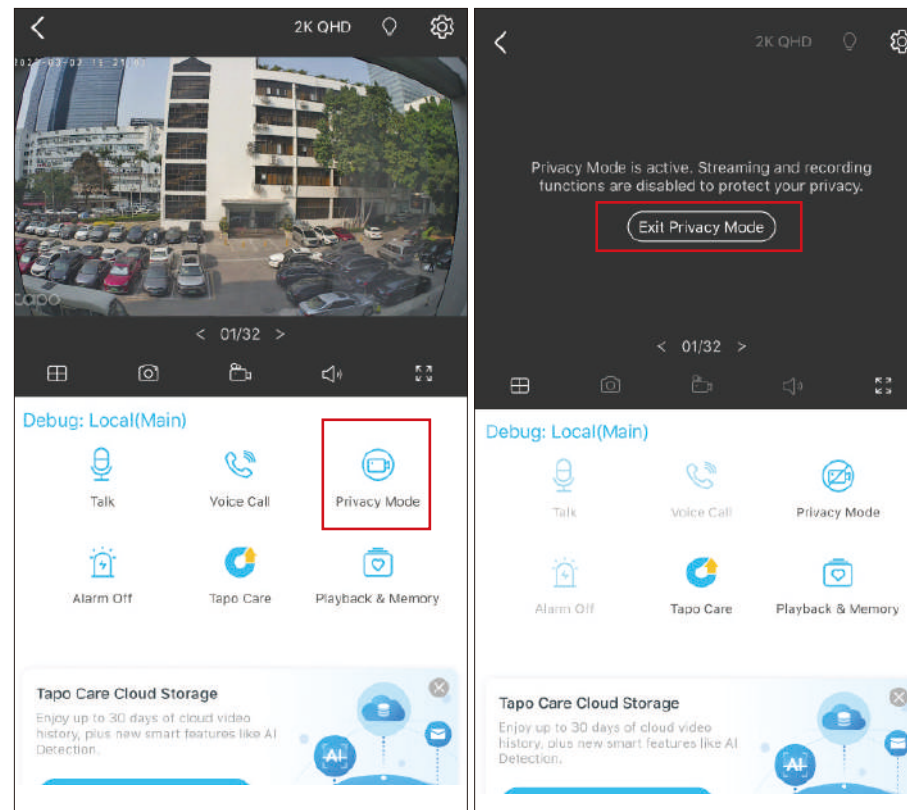 2K QHD
tapo
< 01/32 >
Debug: Local(Main)
Talk
Voice Call
Privacy Mode
Alarm Off
Tapo Care
Playback & Memory
Tapo Care Cloud Storage
Enjoy up to 30 days of cloud video
history, plus new smart features like AI
Detection.
AI
2K QHD
Privacy Mode is active. Streaming and recording
functions are disabled to protect your privacy.
Exit Privacy Mode
< 01/32 >
Debug: Local(Main)
Talk
Voice Call
Privacy Mode
Alarm Off
Tapo Care
Playback & Memory
Tapo Care Cloud Storage
Enjoy up to 30 days of cloud video
history, plus new smart features like AI
Detection.
AI